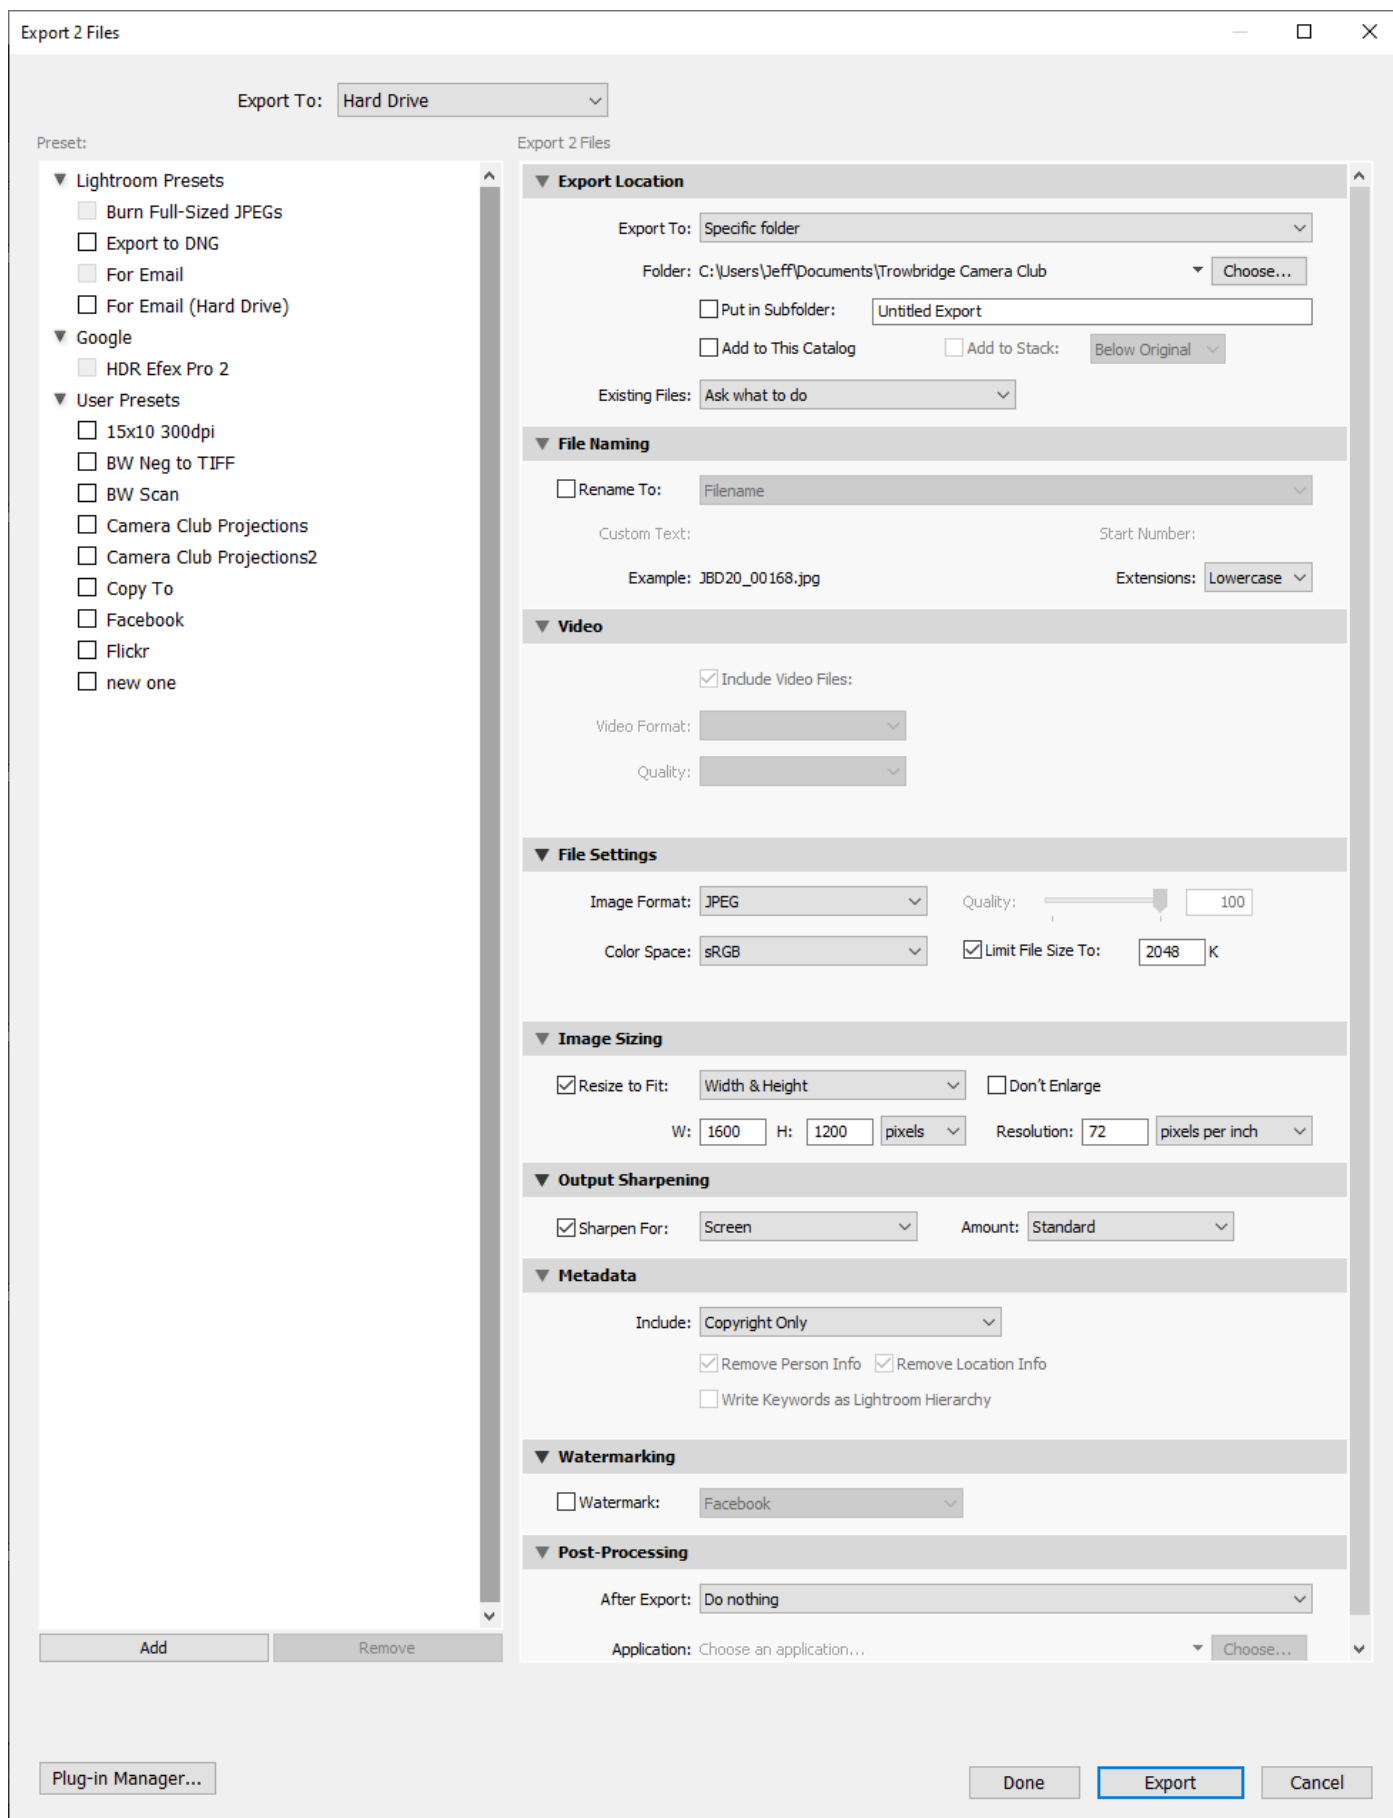 Export 2 Files
Export To: Hard Drive
Preset:
Lightroom Presets
Burn Full-Sized JPEGs
Export to DNG
For Email
For Email (Hard Drive)
Google
HDR Efex Pro 2
User Presets
15x10 300dpi
BW Neg to TIFF
BW Scan
Camera Club Projections
Camera Club Projections2
Copy To
Facebook
Flickr
new one
Add Remove
Export 2 Files
Export Location
Export To: Specific folder
Folder: C:\Users\Jeff\Documents\Trowbridge Camera Club Choose...
Put in Subfolder: Untitled Export
Add to This Catalog Add to Stack: Below Original
Existing Files: Ask what to do
File Naming
Rename To: Filename
Custom Text: Start Number:
Example: JBD20_00168.jpg Extensions: Lowercase
Video
Include Video Files:
Video Format:
Quality:
File Settings
Image Format: JPEG Quality: 100
Color Space: sRGB Limit File Size To: 2048 K
Image Sizing
Resize to Fit: Width & Height Don't Enlarge
W: 1600 H: 1200 pixels Resolution: 72 pixels per inch
Output Sharpening
Sharpen For: Screen Amount: Standard
Metadata
Include: Copyright Only
Remove Person Info Remove Location Info
Write Keywords as Lightroom Hierarchy
Watermarking
Watermark: Facebook
Post-Processing
After Export: Do nothing
Application: Choose an application... Choose...
Plug-in Manager... Done Export Cancel